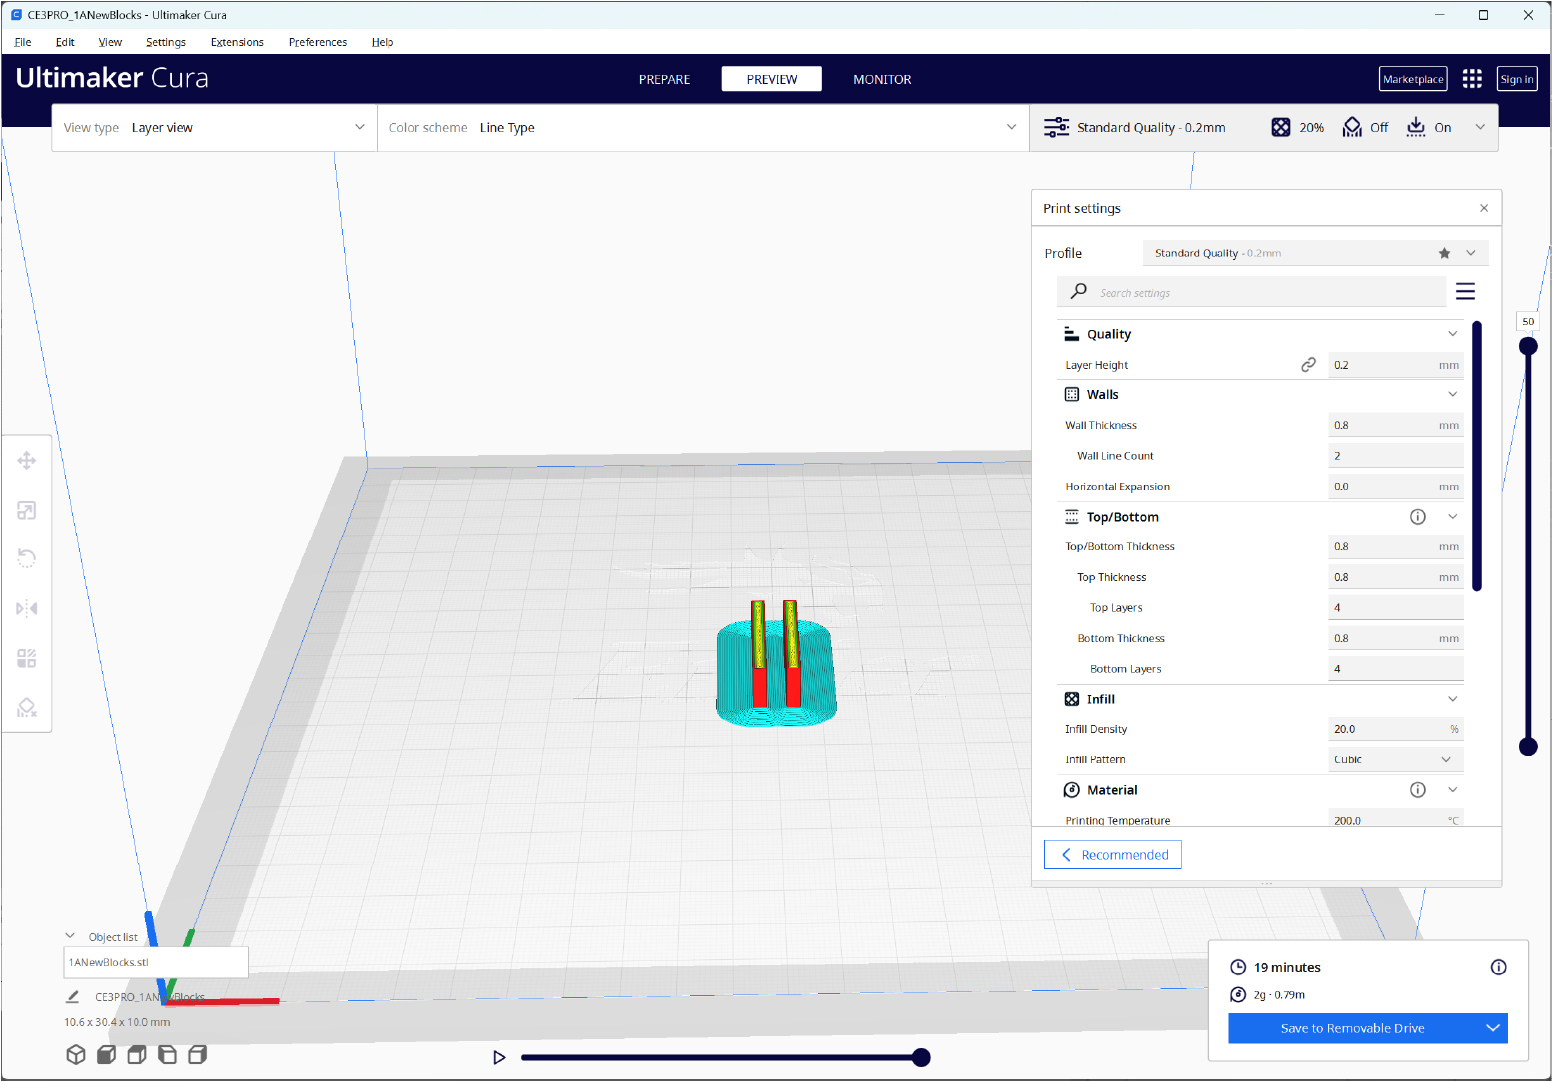 CE3PRO_1ANewBlocks - Ultimaker Cura
File Edit View Settings Extensions Preferences Help
Ultimaker Cura
PREPARE PREVIEW MONITOR
Marketplace Sign In
View type Layer view
Color scheme Line Type
Standard Quality - 0.2mm 20% Off On
Print settings
Profile Standard Quality - 0.2mm
Search settings
Quality
Layer Height 0.2 mm
Walls
Wall Thickness 0.8 mm
Wall Line Count 2
Horizontal Expansion 0.0 mm
Top/Bottom
Top/Bottom Thickness 0.8 mm
Top Thickness 0.8 mm
Top Layers 4
Bottom Thickness 0.8 mm
Bottom Layers 4
Infill
Infill Density 20.0 %
Infill Pattern Cubic
Material
Printing Temperature 200.0 °C
Recommended
50
Object list
1ANewBlocks.stl
CE3PRO_1ANewBlocks
10.6 x 30.4 x 10.0 mm
19 minutes
2g · 0.79m
Save to Removable Drive